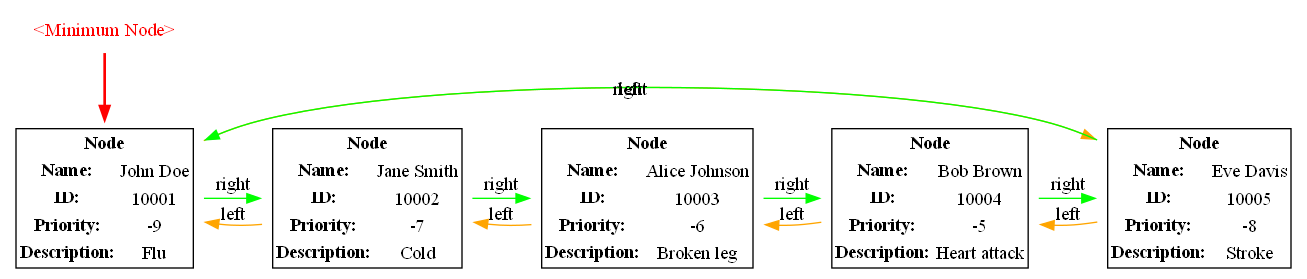 <Minimum Node>
left
right
Node
Name: John Doe
ID: 10001
Priority: -9
Description: Flu
right
left
Node
Name: Jane Smith
ID: 10002
Priority: -7
Description: Cold
right
left
Node
Name: Alice Johnson
ID: 10003
Priority: -6
Description: Broken leg
right
left
Node
Name: Bob Brown
ID: 10004
Priority: -5
Description: Heart attack
right
left
Node
Name: Eve Davis
ID: 10005
Priority: -8
Description: Stroke